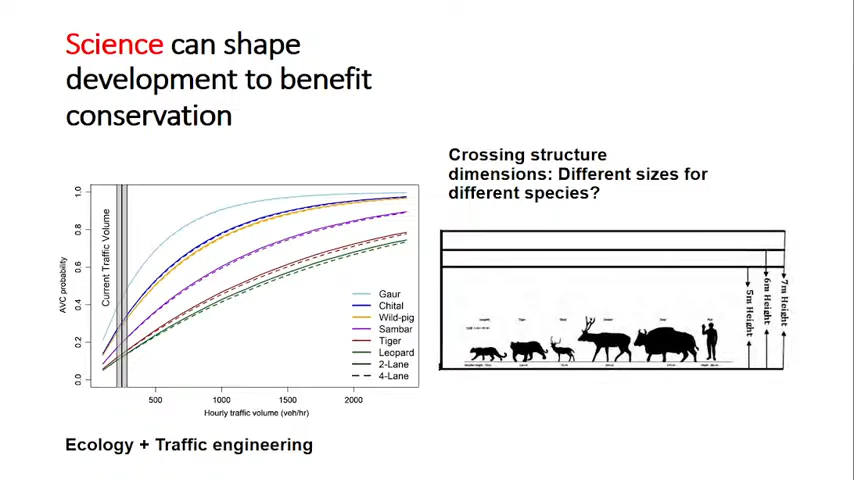 Science can shape
development to benefit
conservation
Crossing structure
dimensions: Different sizes for
different species?
AVC probability
0.0
0.2
0.4
0.6
0.8
1.0
Current Traffic Volume
Gaur
Chital
Wild-pig
Sambar
Tiger
Leopard
2-Lane
4-Lane
500
1000
1500
2000
Hourly traffic volume (veh/hr)
5m Height
6m Height
7m Height
Ecology + Traffic engineering